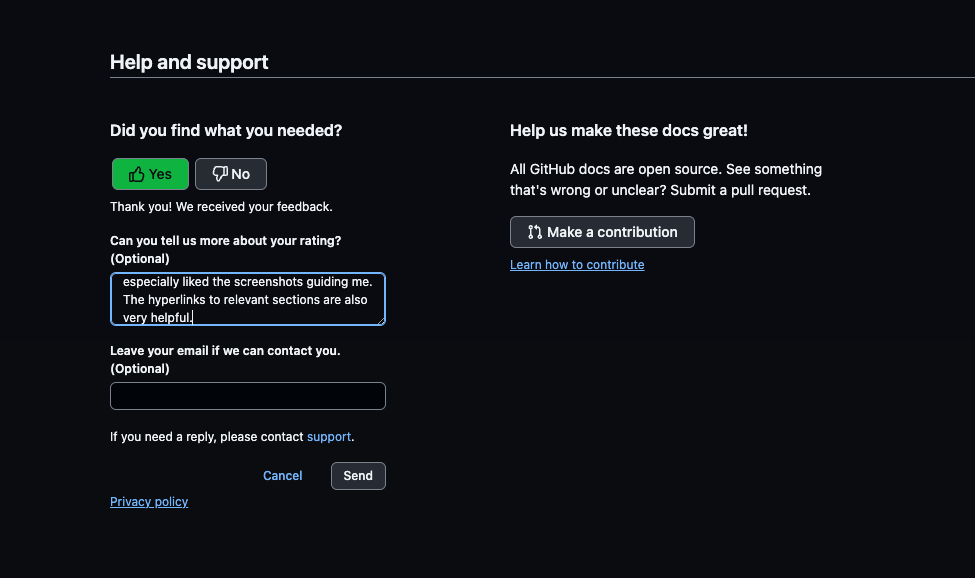 Help and support
Did you find what you needed?
Yes
No
Thank you! We received your feedback.
Can you tell us more about your rating?
(Optional)
especially liked the screenshots guiding me.
The hyperlinks to relevant sections are also
very helpful.
Leave your email if we can contact you.
(Optional)
If you need a reply, please contact support.
Cancel
Send
Privacy policy
Help us make these docs great!
All GitHub docs are open source. See something
that's wrong or unclear? Submit a pull request.
Make a contribution
Learn how to contribute